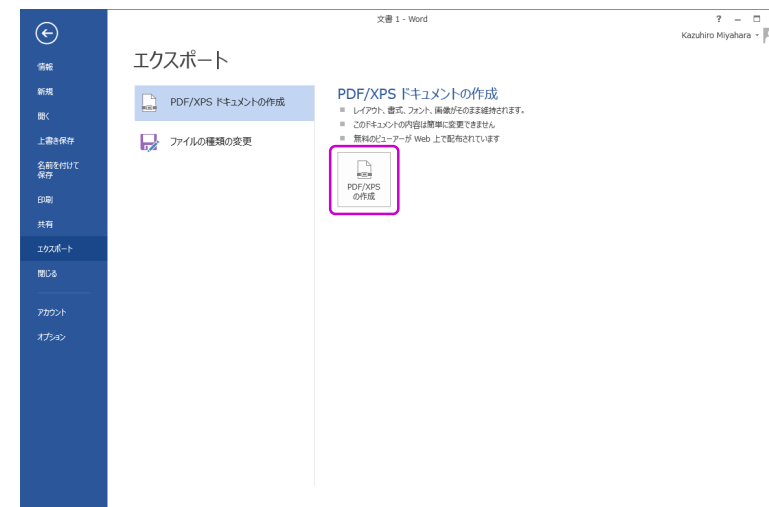 文書 1 - Word
?
Kazuhiro Miyahara
エクスポート
情報
新規
開く
上書き保存
名前を付けて
保存
印刷
共有
エクスポート
閉じる
アカウント
オプション
PDF/XPS ドキュメントの作成
ファイルの種類の変更
PDF/XPS ドキュメントの作成
レイアウト、書式、フォント、画像がそのまま維持されます。
このドキュメントの内容は簡単に変更できません
無料のビューアーが Web 上で配布されています
PDF/XPS
の作成